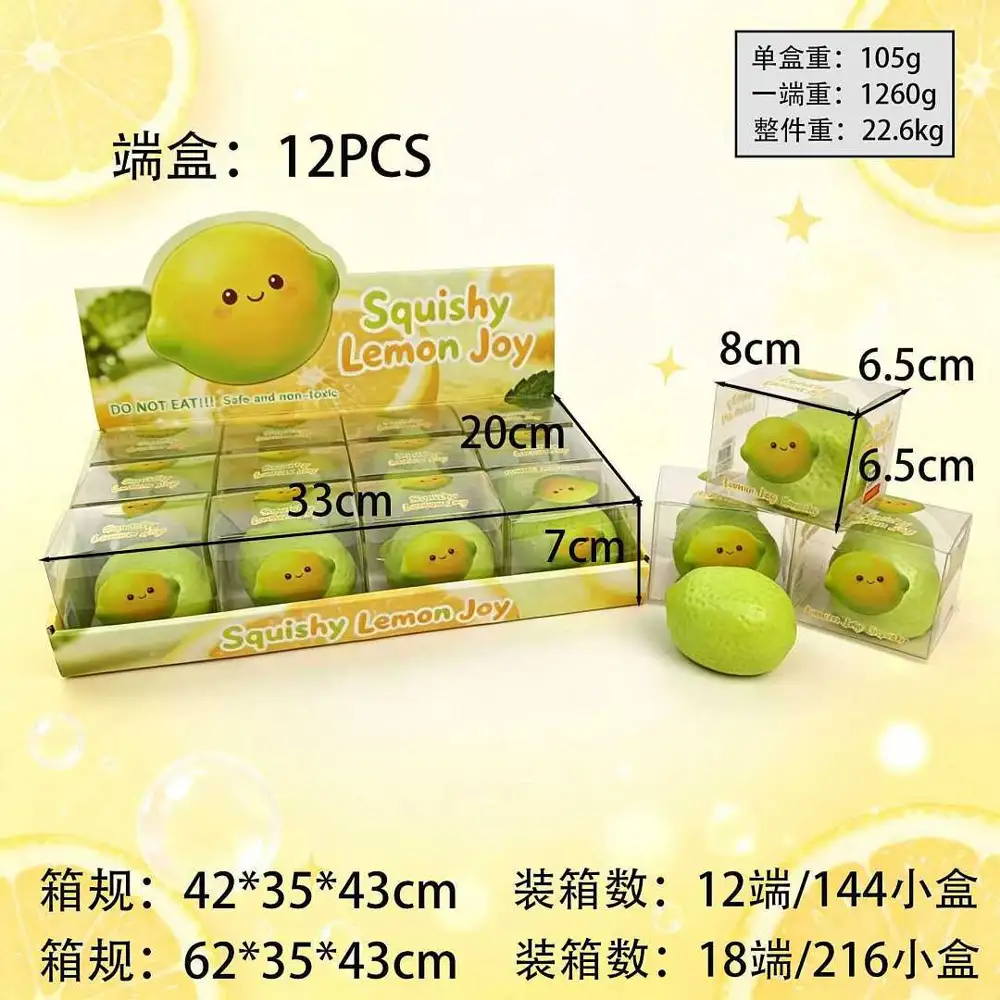 单盒重：105g
一端重：1260g
整件重：22.6kg
端盒：12PCS
Squishy
Lemon Joy
DO NOT EAT!!! Safe and non-toxic
8cm
6.5cm
6.5cm
20cm
33cm
7cm
Squishy Lemon Joy
箱规：42*35*43cm
装箱数：12端/144小盒
箱规：62*35*43cm
装箱数：18端/216小盒